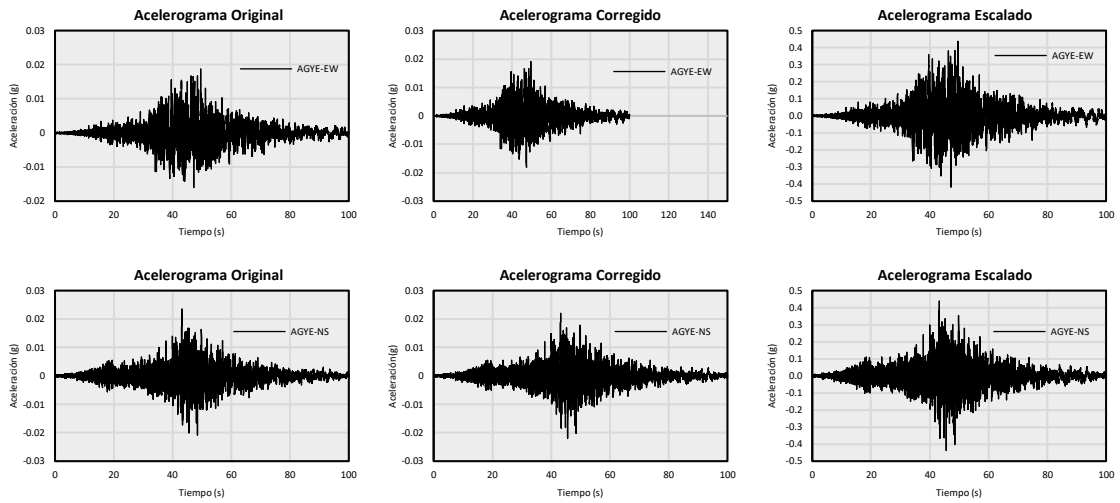 Acelerograma Original
0.03
0.02
0.01
0
-0.01
-0.02
Aceleración (g)
AGYE-EW
0 20 40 60 80 100
Tiempo (s)
Acelerograma Corregido
0.03
0.02
0.01
0.00
-0.01
-0.02
-0.03
Aceleración (g)
AGYE-EW
0 20 40 60 80 100 120 140
Tiempo (s)
Acelerograma Escalado
0.5
0.4
0.3
0.2
0.1
0.0
-0.1
-0.2
-0.3
-0.4
-0.5
Aceleración (g)
AGYE-EW
0 20 40 60 80 100
Tiempo (s)
Acelerograma Original
0.03
0.02
0.01
0
-0.01
-0.02
-0.03
Aceleración (g)
AGYE-NS
0 20 40 60 80 100
Tiempo (s)
Acelerograma Corregido
0.03
0.02
0.01
0
-0.01
-0.02
-0.03
Aceleración(g)
AGYE-NS
0 20 40 60 80 100
Tiempo (s)
Acelerograma Escalado
0.5
0.4
0.3
0.2
0.1
0.0
-0.1
-0.2
-0.3
-0.4
-0.5
Aceleración (g)
AGYE-NS
0 20 40 60 80 100
Tiempo (s)